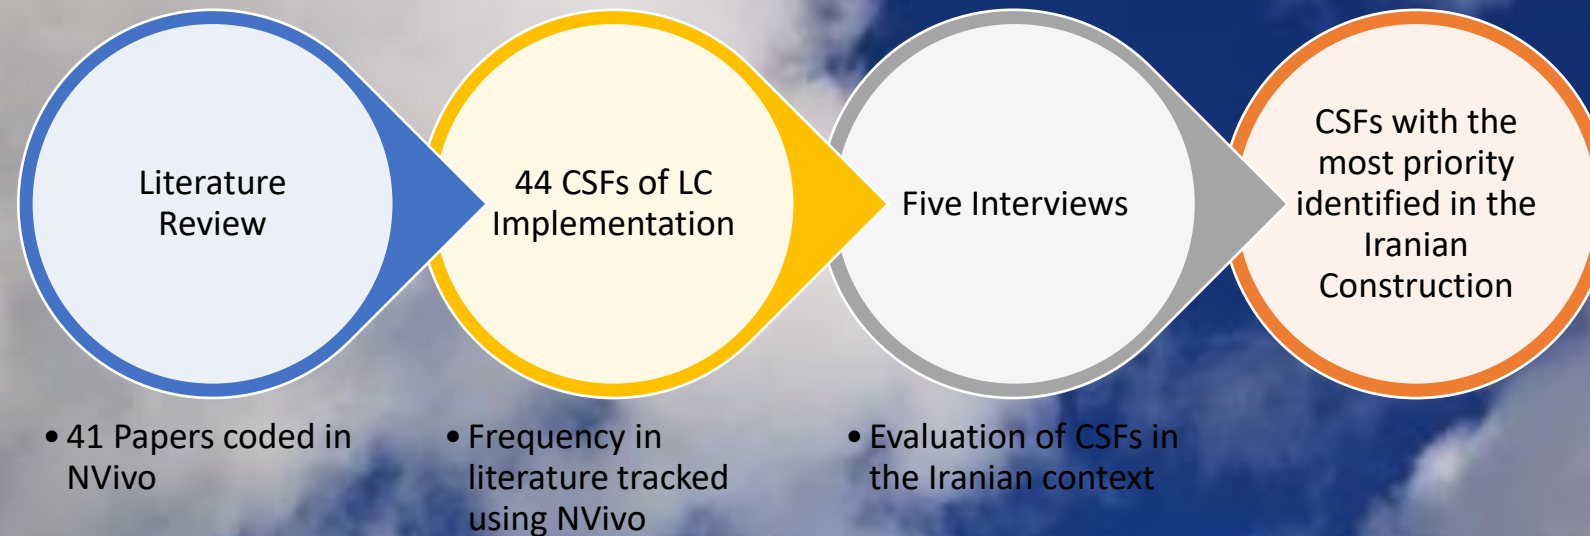 Literature
Review
44 CSFs of LC
Implementation
Five Interviews
CSFs with the
most priority
identified in the
Iranian
Construction
• 41 Papers coded in
NVivo
• Frequency in
literature tracked
using NVivo
• Evaluation of CSFs in
the Iranian context